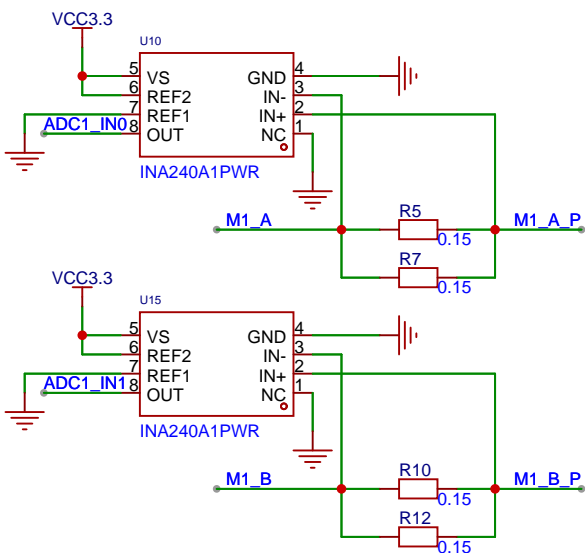 VCC3.3
U10
5 VS GND 4
6 REF2 IN- 3
7 REF1 IN+ 2
ADC1_IN0 8 OUT NC 1
INA240A1PWR
M1_A R5 M1_A_P
0.15
R7
0.15
VCC3.3
U15
5 VS GND 4
6 REF2 IN- 3
7 REF1 IN+ 2
ADC1_IN1 8 OUT NC 1
INA240A1PWR
M1_B R10 M1_B_P
0.15
R12
0.15